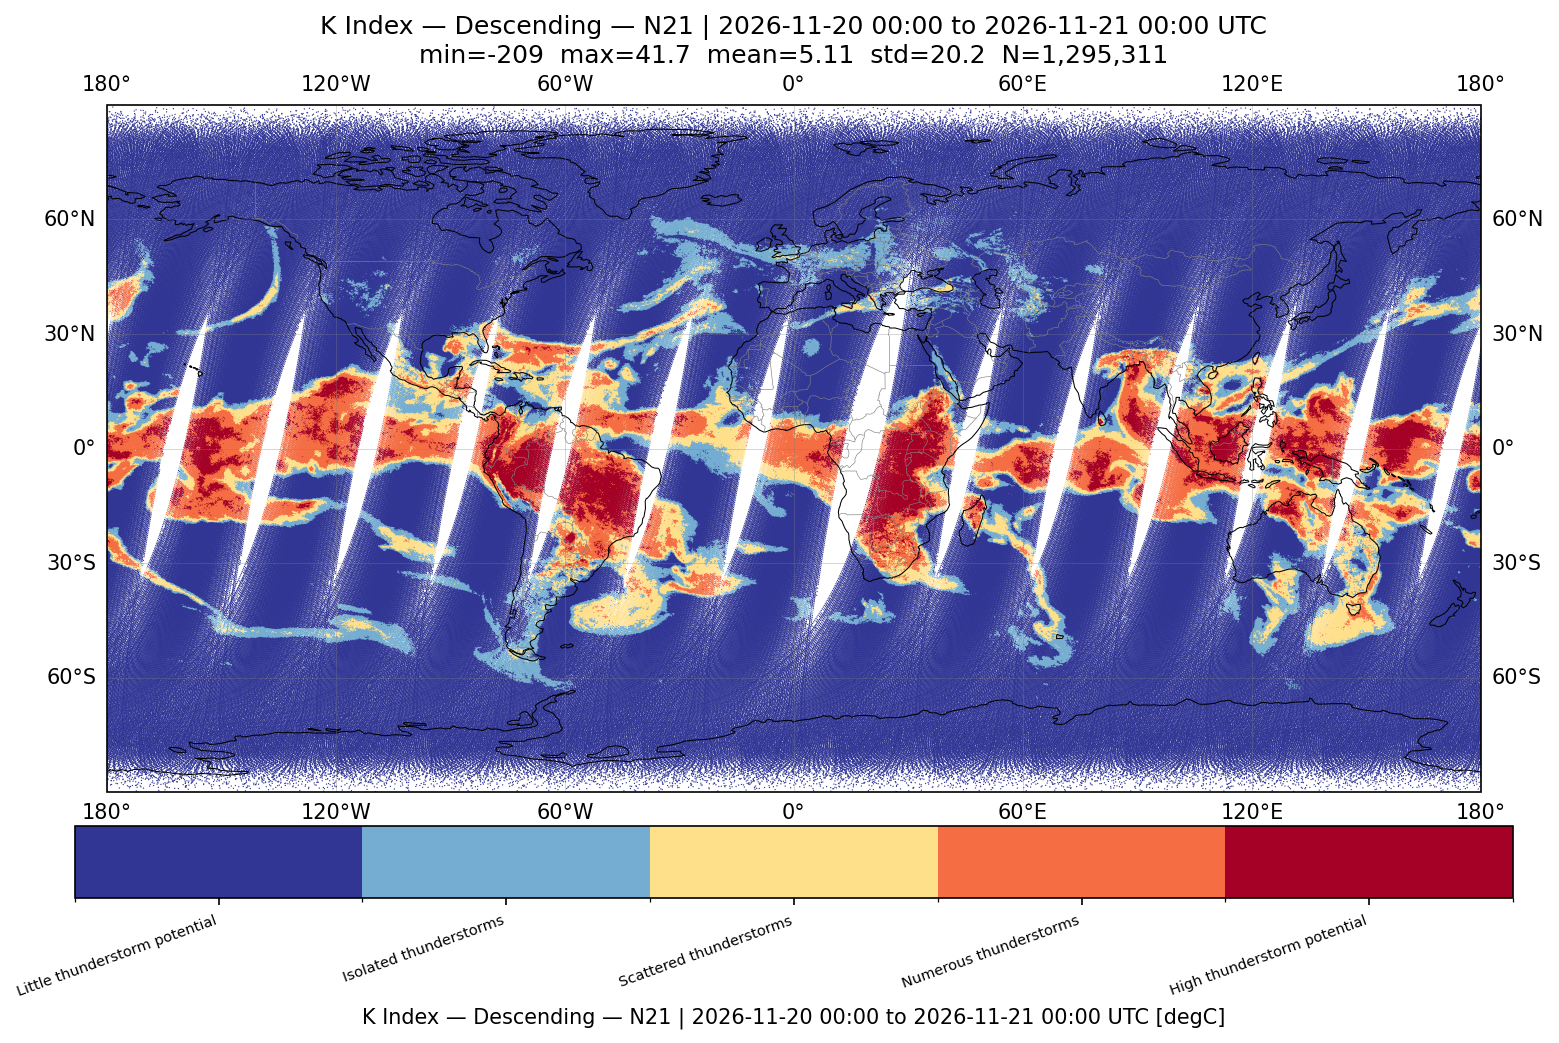 K Index — Descending — N21 | 2026-11-20 00:00 to 2026-11-21 00:00 UTC
min=-209 max=41.7 mean=5.11 std=20.2 N=1,295,311
180° 120°W 60°W 0° 60°E 120°E 180°
60°N 60°N
30°N 30°N
0° 0°
30°S 30°S
60°S 60°S
180° 120°W 60°W 0° 60°E 120°E 180°
Little thunderstorm potential
Isolated thunderstorms
Scattered thunderstorms
Numerous thunderstorms
High thunderstorm potential
K Index — Descending — N21 | 2026-11-20 00:00 to 2026-11-21 00:00 UTC [degC]